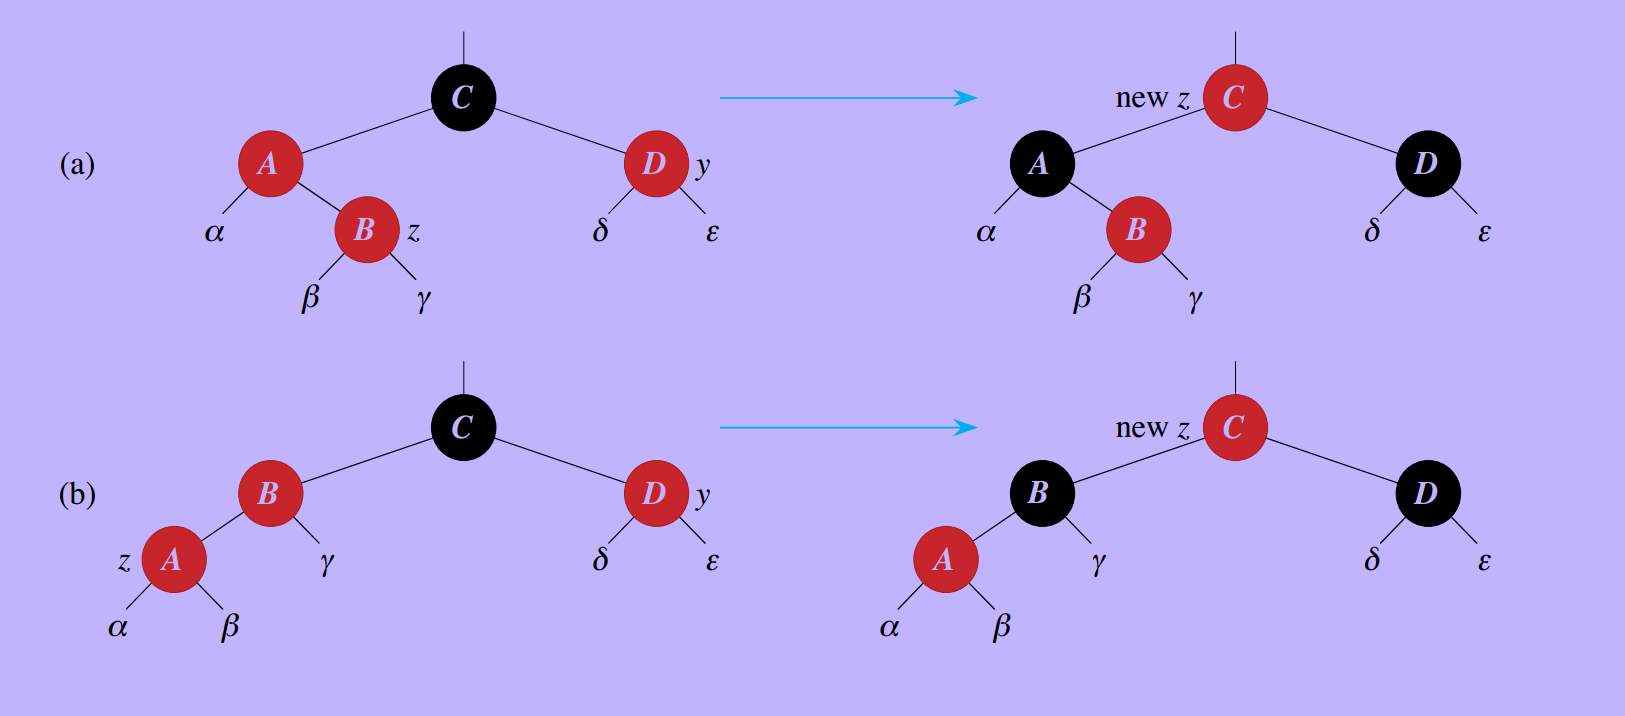 C
new z C
(a) A D y A D
α B z δ ε α B δ ε
β γ β γ
C
new z C
(b) B D y B D
z A γ δ ε A γ δ ε
α β α β